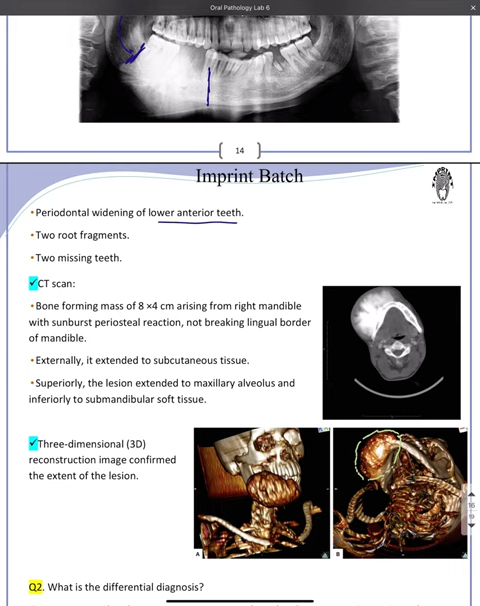 Oral Pathology Lab 6
14
Imprint Batch
•Periodontal widening of lower anterior teeth.
•Two root fragments.
•Two missing teeth.
✓CT scan:
•Bone forming mass of 8 ×4 cm arising from right mandible
with sunburst periosteal reaction, not breaking lingual border
of mandible.
•Externally, it extended to subcutaneous tissue.
•Superiorly, the lesion extended to maxillary alveolus and
inferiorly to submandibular soft tissue.
✓Three-dimensional (3D)
reconstruction image confirmed
the extent of the lesion.
A
B
16
19
Q2. What is the differential diagnosis?